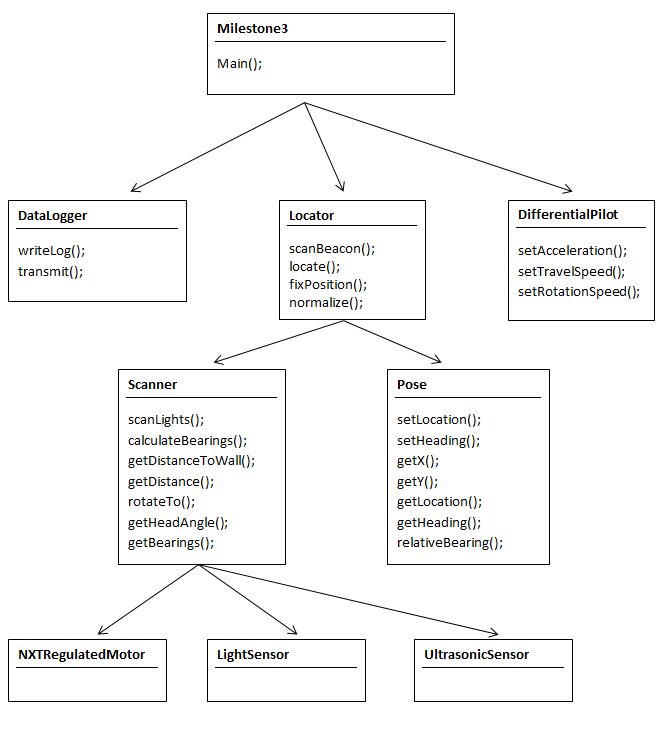 Milestone3
Main();
DataLogger
writeLog();
transmit();
Locator
scanBeacon();
locate();
fixPosition();
normalize();
DifferentialPilot
setAcceleration();
setTravelSpeed();
setRotationSpeed();
Scanner
scanLights();
calculateBearings();
getDistanceToWall();
getDistance();
rotateTo();
getHeadAngle();
getBearings();
Pose
setLocation();
setHeading();
getX();
getY();
getLocation();
getHeading();
relativeBearing();
NXTRegulatedMotor
LightSensor
UltrasonicSensor